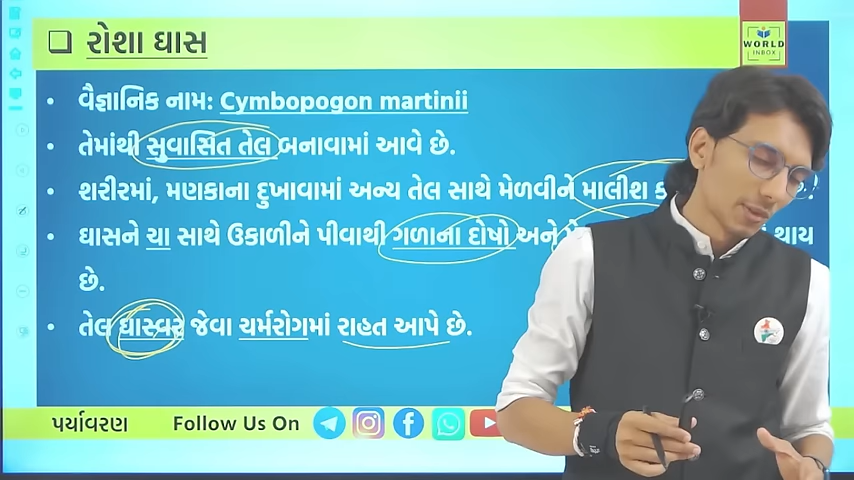 ❑ રોશા ઘાસ
WORLD
INBOX
• વૈજ્ઞાનિક નામ: Cymbopogon martinii
• તેમાંથી સુવાસિત તેલ બનાવામાં આવે છે.
• શરીરમાં, મણકાના દુખાવામાં અન્ય તેલ સાથે મેળવીને માલીશ
• ઘાસને ચા સાથે ઉકાળીને પીવાથી ગળાના દોષો અને થાય
છે.
• તેલ ઘાસ્વર જેવા ચર્મરોગમાં રાહત આપે છે.
પર્યાવરણ Follow Us On